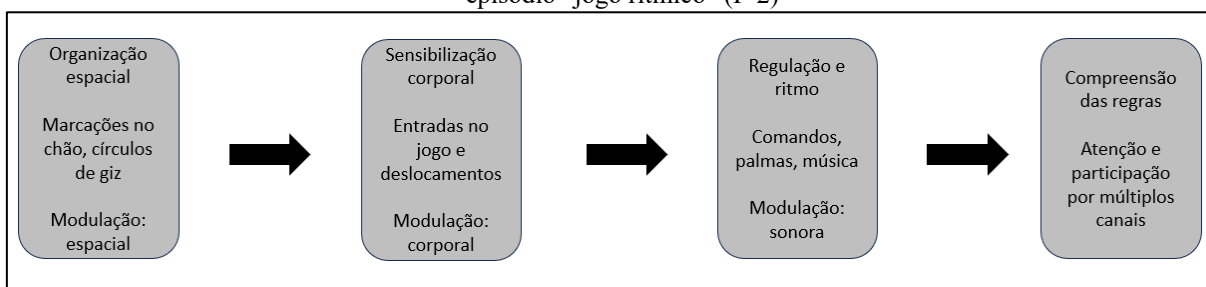 episódio "jogo rítmico" (P-2)
Organização
espacial
Marcações no
chão, círculos
de giz
Modulação:
espacial
Sensibilização
corporal
Entradas no
jogo e
deslocamentos
Modulação:
corporal
Regulação e
ritmo
Comandos,
palmas, música
Modulação:
sonora
Compreensão
das regras
Atenção e
participação
por múltiplos
canais